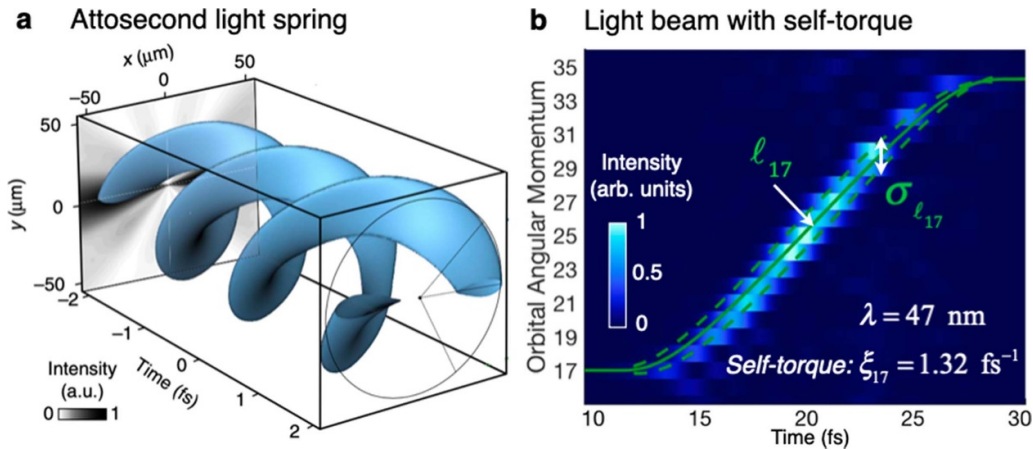 a Attosecond light spring
x (μm)
−50 0 50
50
0
−50
y (μm)
−2 −1 0 1 2
Time (fs)
Intensity
(a.u.)
0 1
b Light beam with self-torque
Orbital Angular Momentum
35
33
31
29
27
25
23
21
19
17
Intensity
(arb. units)
1
0.5
0
ℓ₁₇
σ_ℓ₁₇
λ = 47 nm
Self-torque: ξ₁₇ = 1.32 fs⁻¹
10 15 20 25 30
Time (fs)